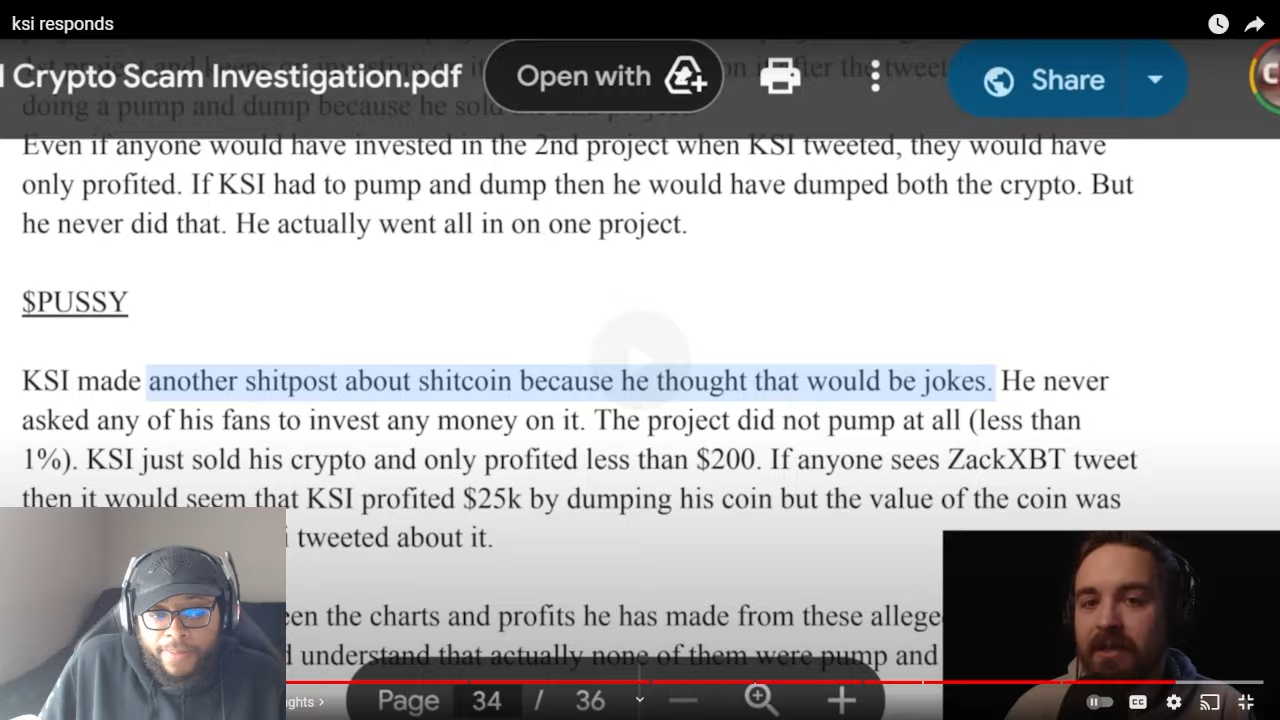 ksi responds
l Crypto Scam Investigation.pdf
Open with
Share
doing a pump and dump because he sold
Even if anyone would have invested in the 2nd project when KSI tweeted, they would have
only profited. If KSI had to pump and dump then he would have dumped both the crypto. But
he never did that. He actually went all in on one project.
$PUSSY
KSI made another shitpost about shitcoin because he thought that would be jokes. He never
asked any of his fans to invest any money on it. The project did not pump at all (less than
1%). KSI just sold his crypto and only profited less than $200. If anyone sees ZackXBT tweet
then it would seem that KSI profited $25k by dumping his coin but the value of the coin was
i tweeted about it.
een the charts and profits he has made from these allege
d understand that actually none of them were pump and
ghts >
Page 34 / 36
CC